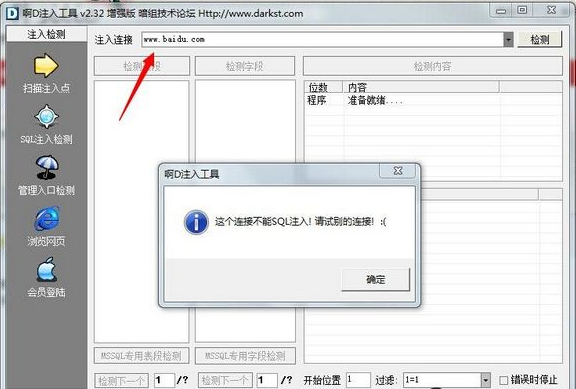 啊D注入工具 v2.32 增强版 暗组技术论坛 Http://www.darkst.com
注入检测
注入连接
www.baidu.com
检测
扫描注入点
SQL注入检测
管理入口检测
浏览网页
会员登陆
检测表段
检测字段
检测内容
位数 内容
程序 准备就绪....
啊D注入工具
这个连接不能SQL注入! 请试别的连接! :(
确定
MSSQL专用表段检测
MSSQL专用字段检测
检测下一个 1 /? 检测下一个 1 /? 开始位置 1 过滤: 1=1 错误时停止